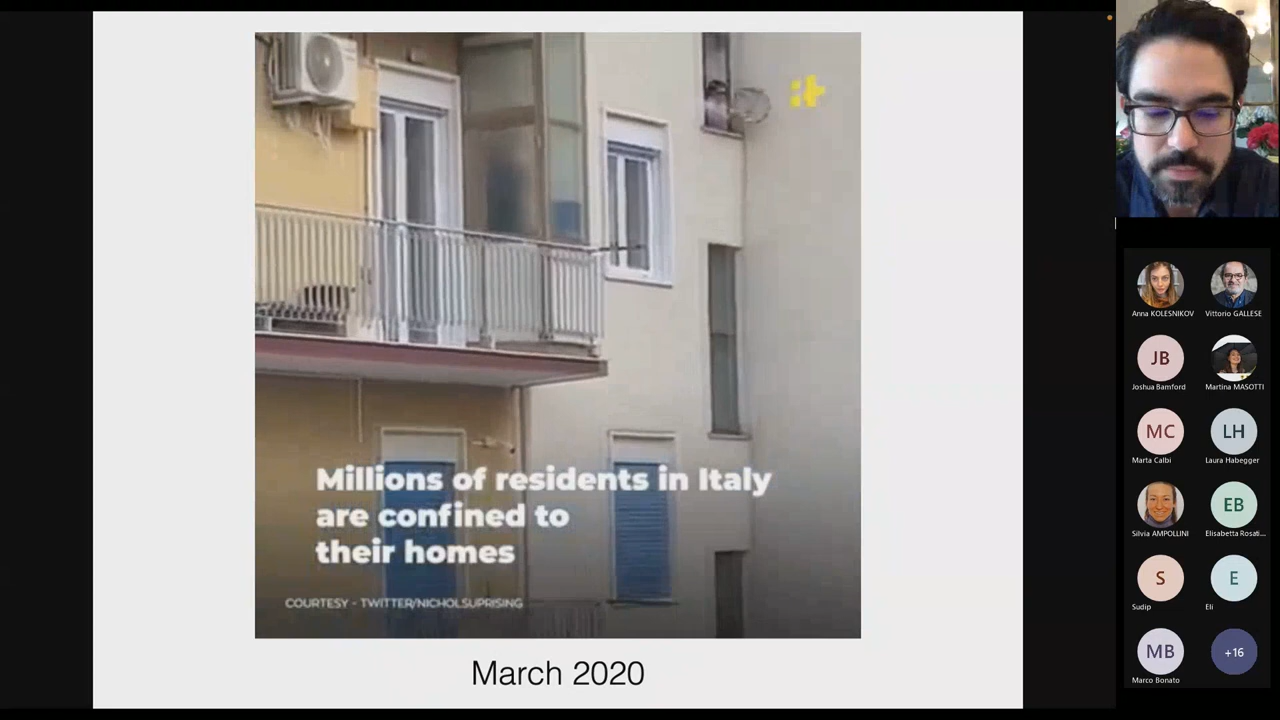 Millions of residents in Italy
are confined to
their homes
COURTESY - TWITTER/NICHOLSUPRISING
March 2020
Anna KOLESNIKOV
Vittorio GALLESE
JB
Joshua Bamford
Martina MASOTTI
MC
Marta Calbi
LH
Laura Habegger
Silvia AMPOLLINI
EB
Elisabetta Rosati...
S
Sudip
E
Eli
MB
Marco Bonato
+16